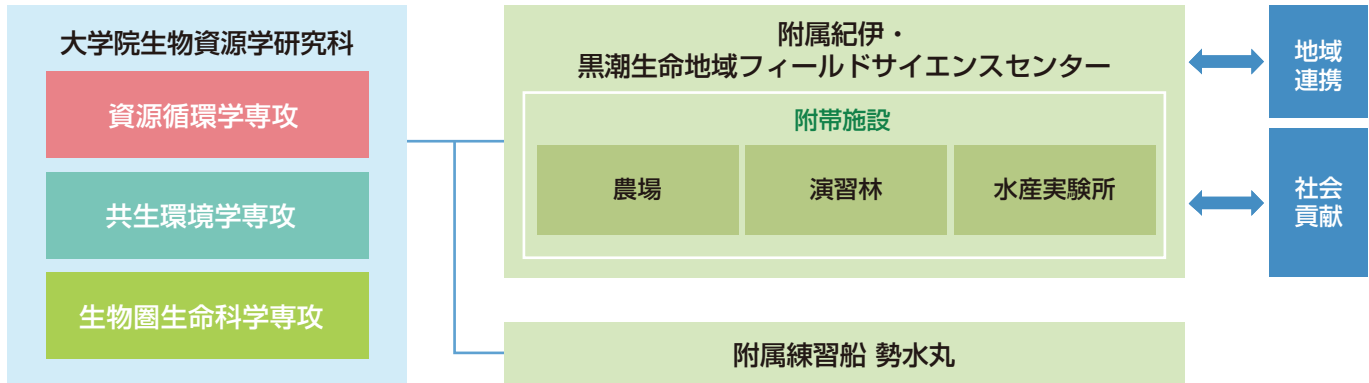 大学院生物資源学研究科
資源循環学専攻
共生環境学専攻
生物圏生命科学専攻
附属紀伊・
黒潮生命地域フィールドサイエンスセンター
附帯施設
農場
演習林
水産実験所
附属練習船 勢水丸
地域
連携
社会
貢献